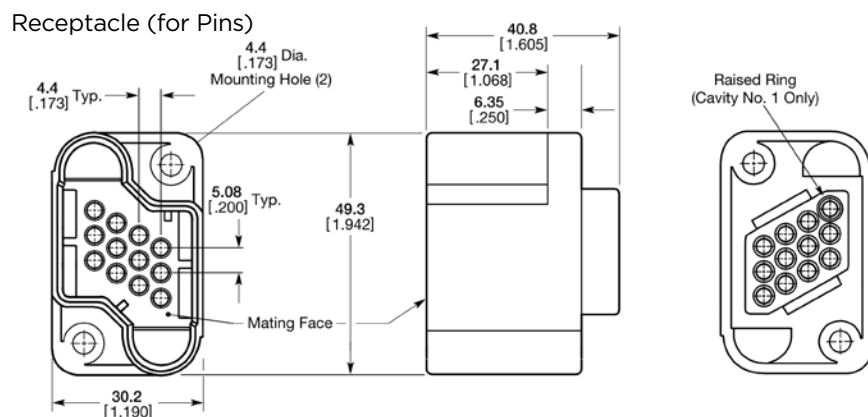 Receptacle (for Pins)
4.4
[.173] Dia.
Mounting Hole (2)
4.4
[.173] Typ.
5.08
[.200] Typ.
30.2
[1.190]
Mating Face
40.8
[1.605]
27.1
[1.068]
6.35
[.250]
49.3
[1.942]
Raised Ring
(Cavity No. 1 Only)